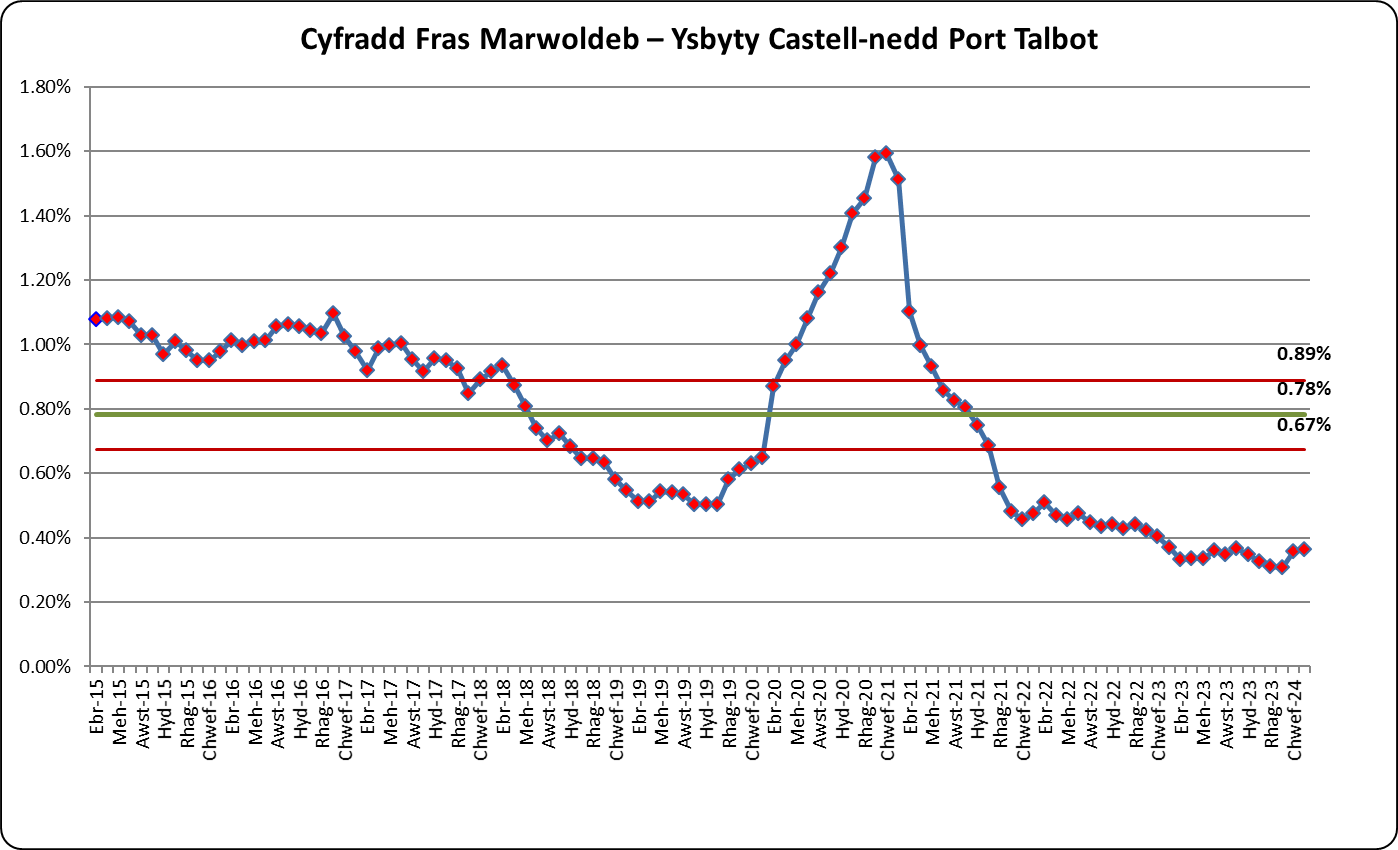 Cyfradd Fras Marwoldeb – Ysbyty Castell-nedd Port Talbot
1.80%
1.60%
1.40%
1.20%
1.00%
0.80%
0.60%
0.40%
0.20%
0.00%
0.89%
0.78%
0.67%
Ebr-15
Meh-15
Awst-15
Hyd-15
Rhag-15
Chwef-16
Ebr-16
Meh-16
Awst-16
Hyd-16
Rhag-16
Chwef-17
Ebr-17
Meh-17
Awst-17
Hyd-17
Rhag-17
Chwef-18
Ebr-18
Meh-18
Awst-18
Hyd-18
Rhag-18
Chwef-19
Ebr-19
Meh-19
Awst-19
Hyd-19
Rhag-19
Chwef-20
Ebr-20
Meh-20
Awst-20
Hyd-20
Rhag-20
Chwef-21
Ebr-21
Meh-21
Awst-21
Hyd-21
Rhag-21
Chwef-22
Ebr-22
Meh-22
Awst-22
Hyd-22
Rhag-22
Chwef-23
Ebr-23
Meh-23
Awst-23
Hyd-23
Rhag-23
Chwef-24